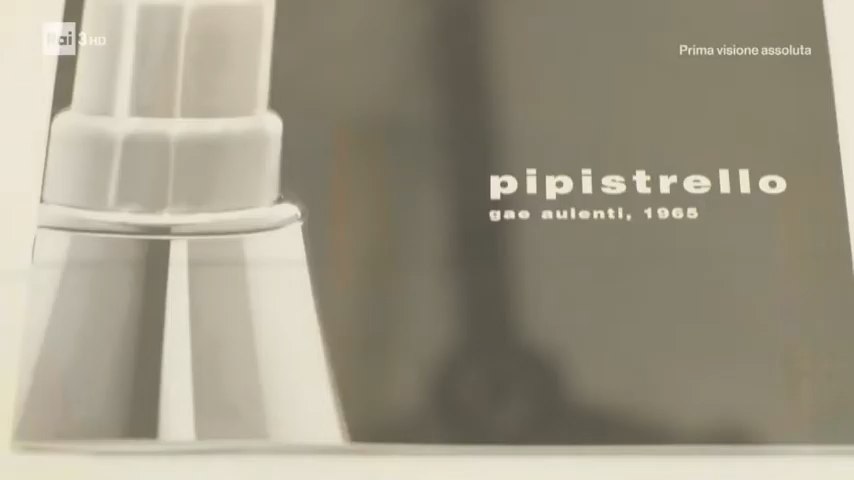 Rai 3 HD
Prima visione assoluta
pipistrello
gae aulenti, 1965